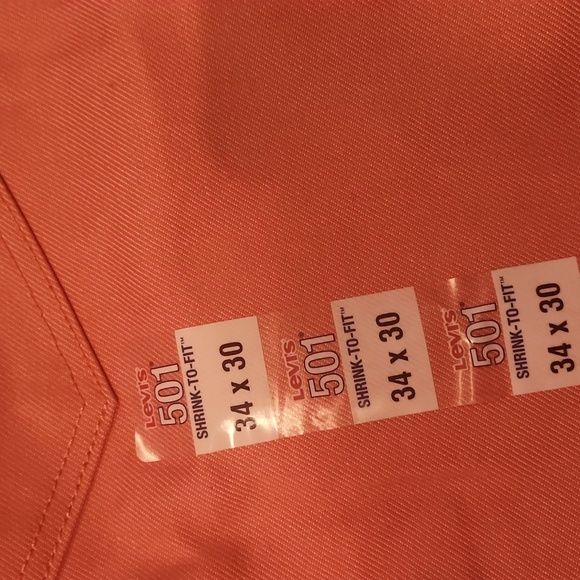 Levi's®
501
SHRINK-TO-FIT™
34 x 30
Levi's®
501
SHRINK-TO-FIT™
34 x 30
Levi's®
501
SHRINK-TO-FIT™
34 x 30